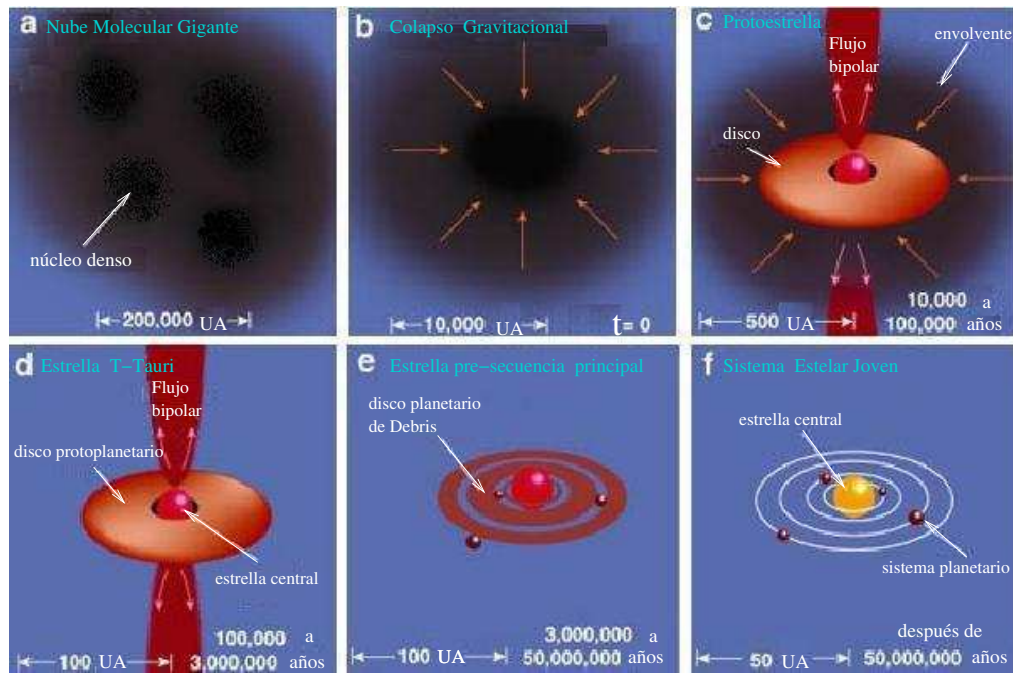 a Nube Molecular Gigante
núcleo denso
200,000 UA
b Colapso Gravitacional
10,000 UA t= 0
c Protoestrella
envolvente
Flujo
bipolar
disco
10,000 a
500 UA 100,000 años
d Estrella T-Tauri
Flujo
bipolar
disco protoplanetario
estrella central
100,000 a
100 UA 3,000,000 años
e Estrella pre-secuencia principal
disco planetario
de Debris
3,000,000 a
100 UA 50,000,000 años
f Sistema Estelar Joven
estrella central
sistema planetario
después de
50 UA 50,000,000 años